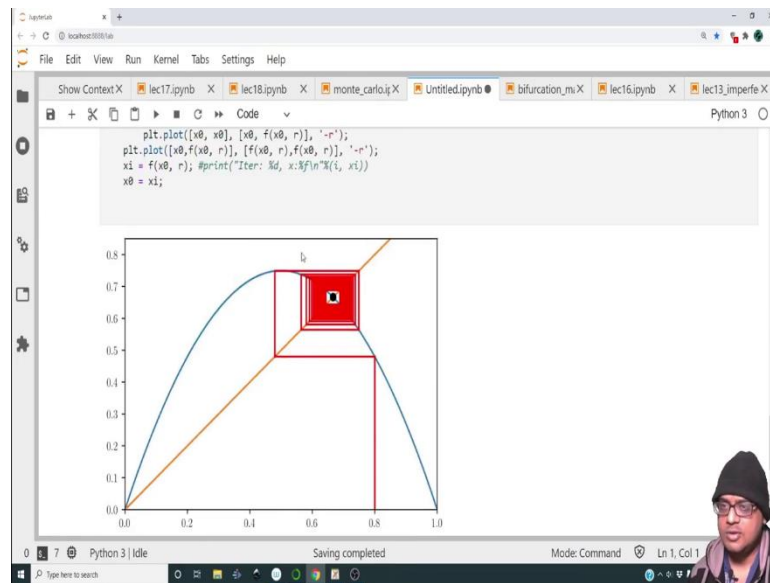 JupyterLab
localhost:8888/lab
File Edit View Run Kernel Tabs Settings Help
Show Context lec17.ipynb lec18.ipynb monte_carlo.i Untitled.ipynb bifurcation_m lec16.ipynb lec13_imperfe
Code Python 3
plt.plot([x0, x0], [x0, f(x0, r)], '-r');
plt.plot([x0,f(x0, r)], [f(x0, r),f(x0, r)], '-r');
xi = f(x0, r); #print("Iter: %d, x:%f\n"%(i, xi))
x0 = xi;
0.8
0.7
0.6
0.5
0.4
0.3
0.2
0.1
0.0
0.0 0.2 0.4 0.6 0.8 1.0
0 7 Python 3 | Idle Saving completed Mode: Command Ln 1, Col 1
Type here to search